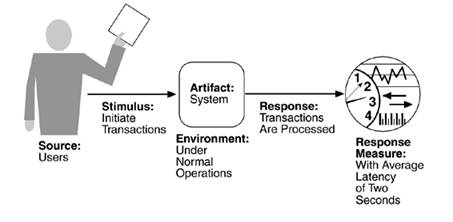 Source:
Users
Stimulus:
Initiate
Transactions
Artifact:
System
Environment:
Under
Normal
Operations
Response:
Transactions
Are Processed
1
2
3
4
Response
Measure:
With Average
Latency
of Two
Seconds